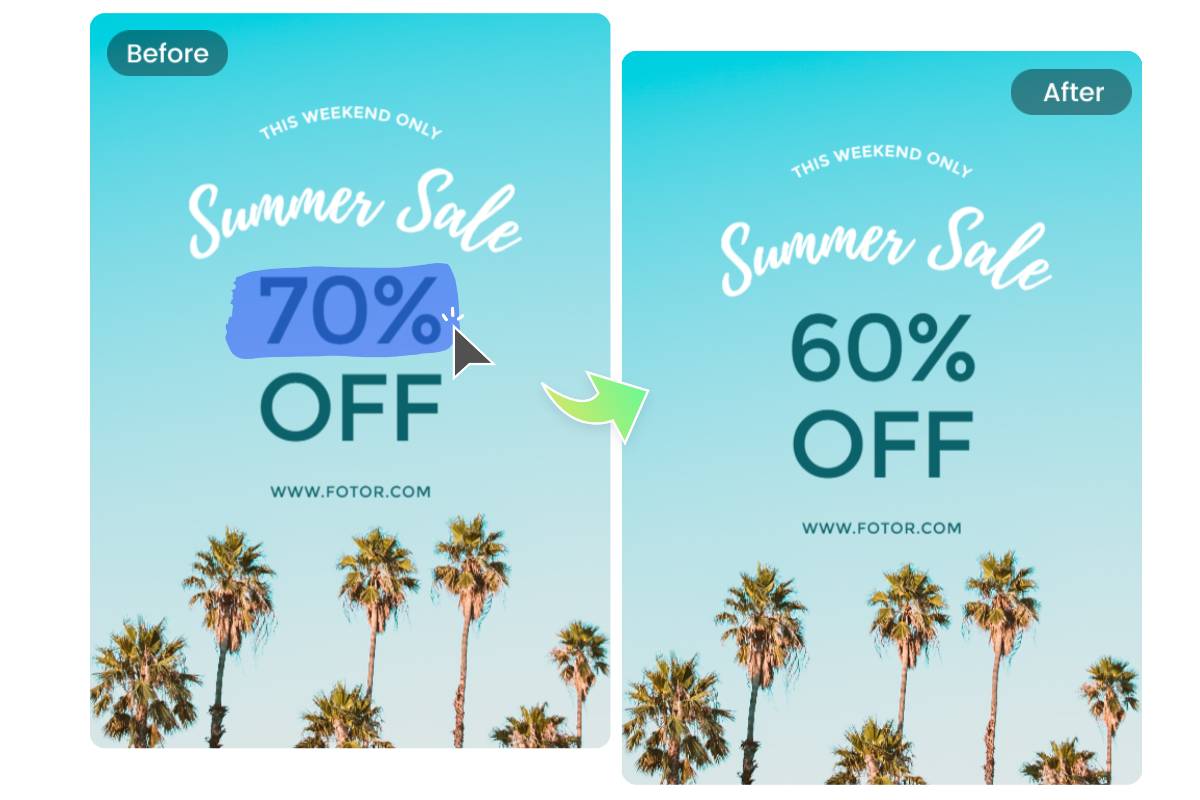 Before
THIS WEEKEND ONLY
Summer Sale
70%
OFF
WWW.FOTOR.COM
After
THIS WEEKEND ONLY
Summer Sale
60%
OFF
WWW.FOTOR.COM